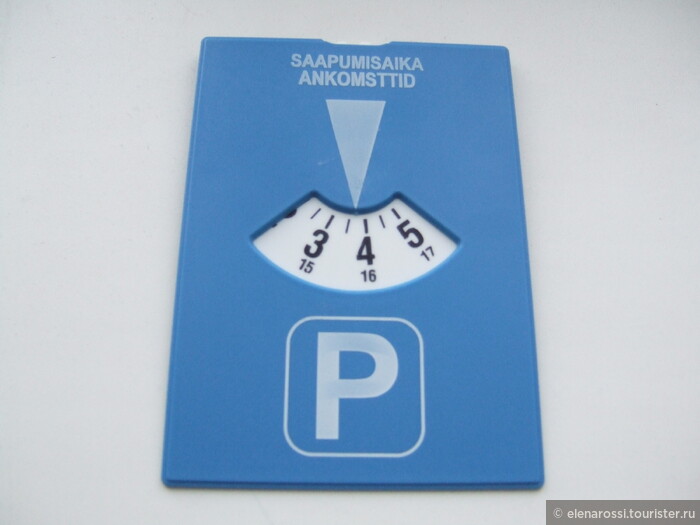 SAAPUMISAIKA
ANKOMSTTID
3 4 5
15 16 17
P
© elenarossi.tourister.ru